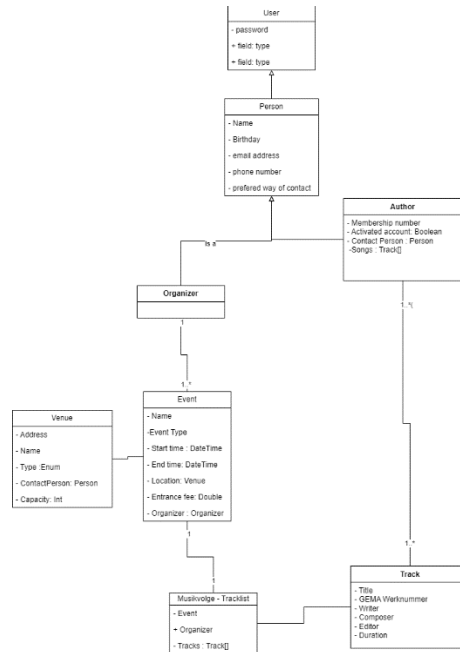 User
- password
+ field: type
+ field: type
Person
- Name
- Birthday
- email address
- phone number
- prefered way of contact
Author
- Membership number
- Activated account: Boolean
- Contact Person : Person
-Songs : Track[]
is a
Organizer
1
1..*(
1..*
Event
- Name
-Event Type
- Start time : DateTime
- End time: DateTime
- Location: Venue
- Entrance fee: Double
- Organizer : Organizer
Venue
- Address
- Name
- Type :Enum
- ContactPerson: Person
- Capacity: Int
1
1..*
1
Track
- Title
- GEMA Werknummer
- Writer
- Composer
- Editor
- Duration
Musikvolge - Tracklist
- Event
+ Organizer
- Tracks : Track[]